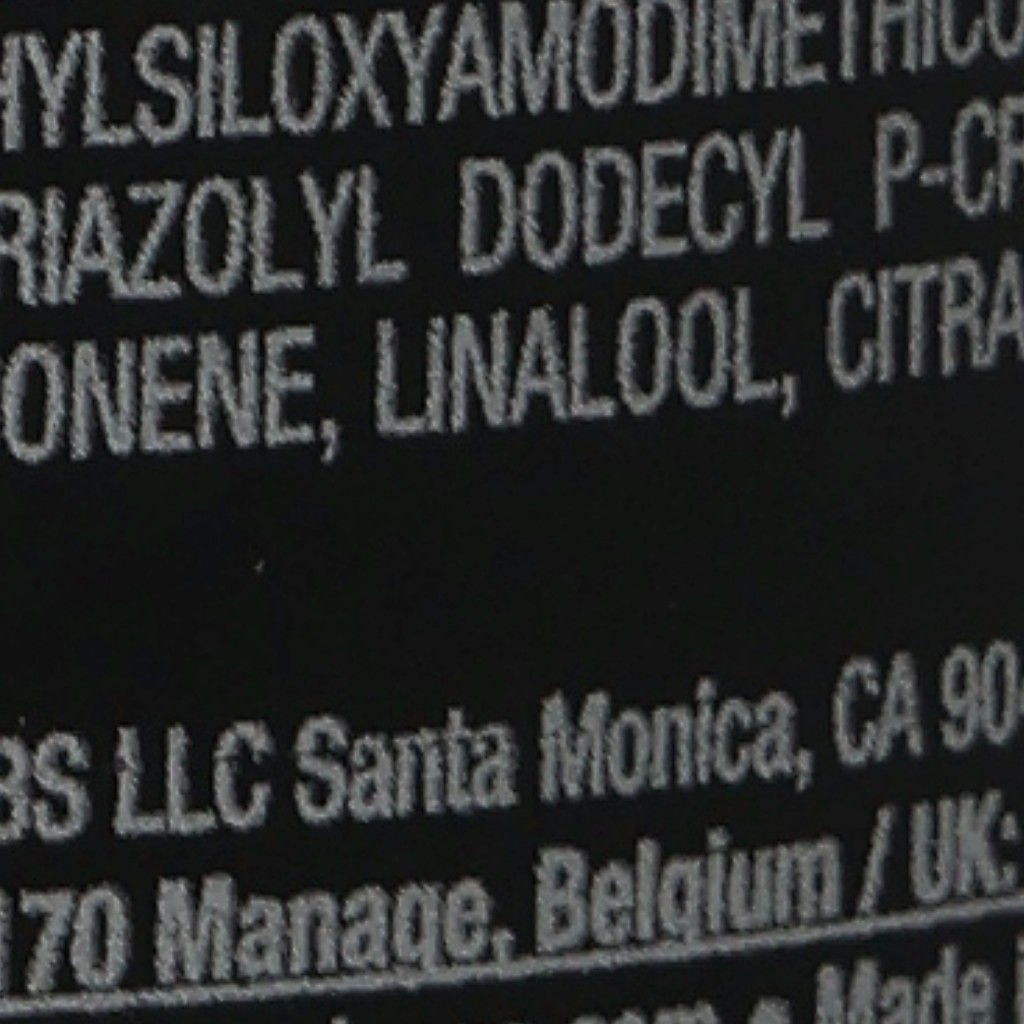 HYLSILOXYAMODIMETHICO
RIAZOLYL DODECYL P-CR
ONENE, LINALOOL, CITRA
BS LLC Santa Monica, CA 90
170 Manage, Belgium / UK:
• Made